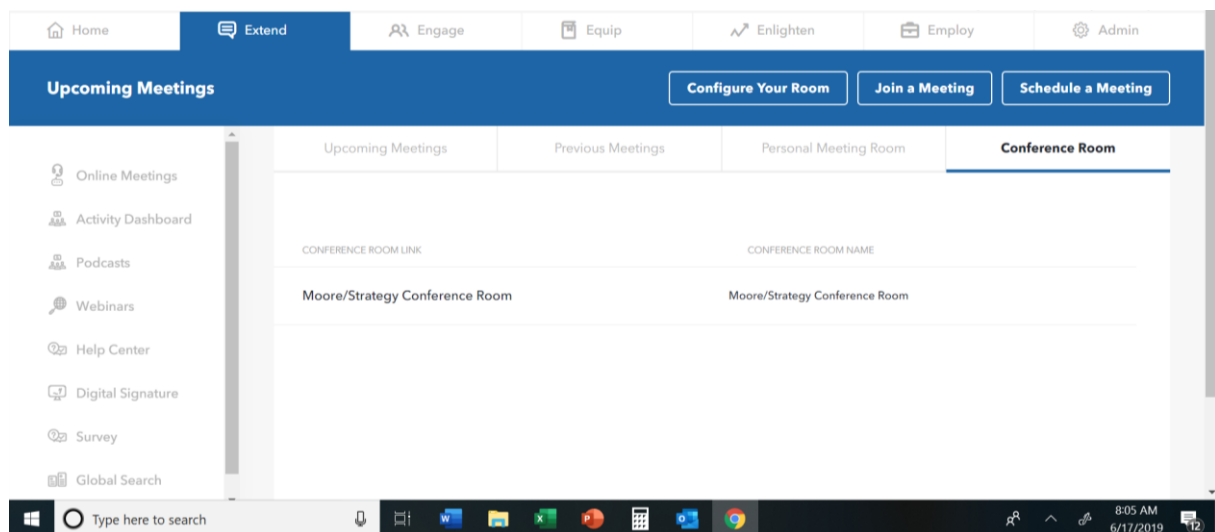 Home Extend Engage Equip Enlighten Employ Admin
Upcoming Meetings Configure Your Room Join a Meeting Schedule a Meeting
Upcoming Meetings Previous Meetings Personal Meeting Room Conference Room
Online Meetings
Activity Dashboard
Podcasts
Webinars
Help Center
Digital Signature
Survey
Global Search
CONFERENCE ROOM LINK CONFERENCE ROOM NAME
Moore/Strategy Conference Room Moore/Strategy Conference Room
Type here to search
8:05 AM
6/17/2019
12